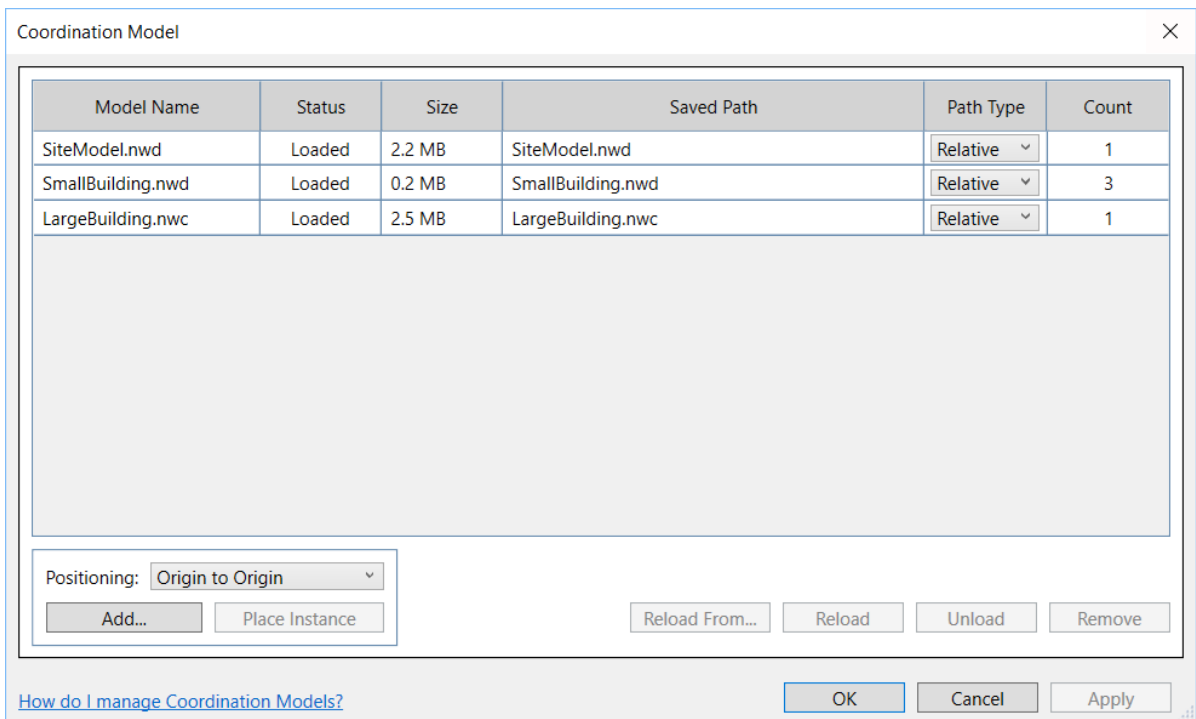 Coordination Model
Model Name Status Size Saved Path Path Type Count
SiteModel.nwd Loaded 2.2 MB SiteModel.nwd Relative 1
SmallBuilding.nwd Loaded 0.2 MB SmallBuilding.nwd Relative 3
LargeBuilding.nwc Loaded 2.5 MB LargeBuilding.nwc Relative 1
Positioning: Origin to Origin
Add... Place Instance Reload From... Reload Unload Remove
How do I manage Coordination Models? OK Cancel Apply